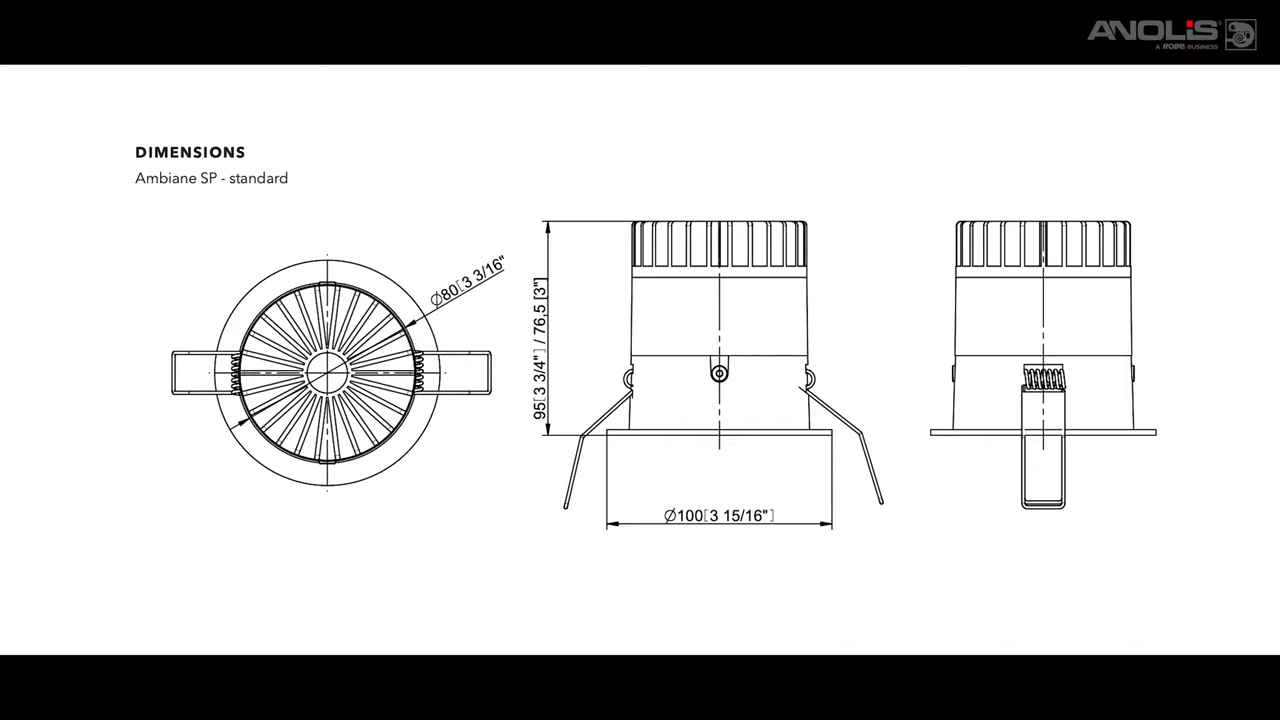 ANOLiS®
A ROBE® BUSINESS
DIMENSIONS
Ambiane SP - standard
Ø80[3 3/16"]
95[3 3/4"] / 76,5 [3"]
Ø100[3 15/16"]